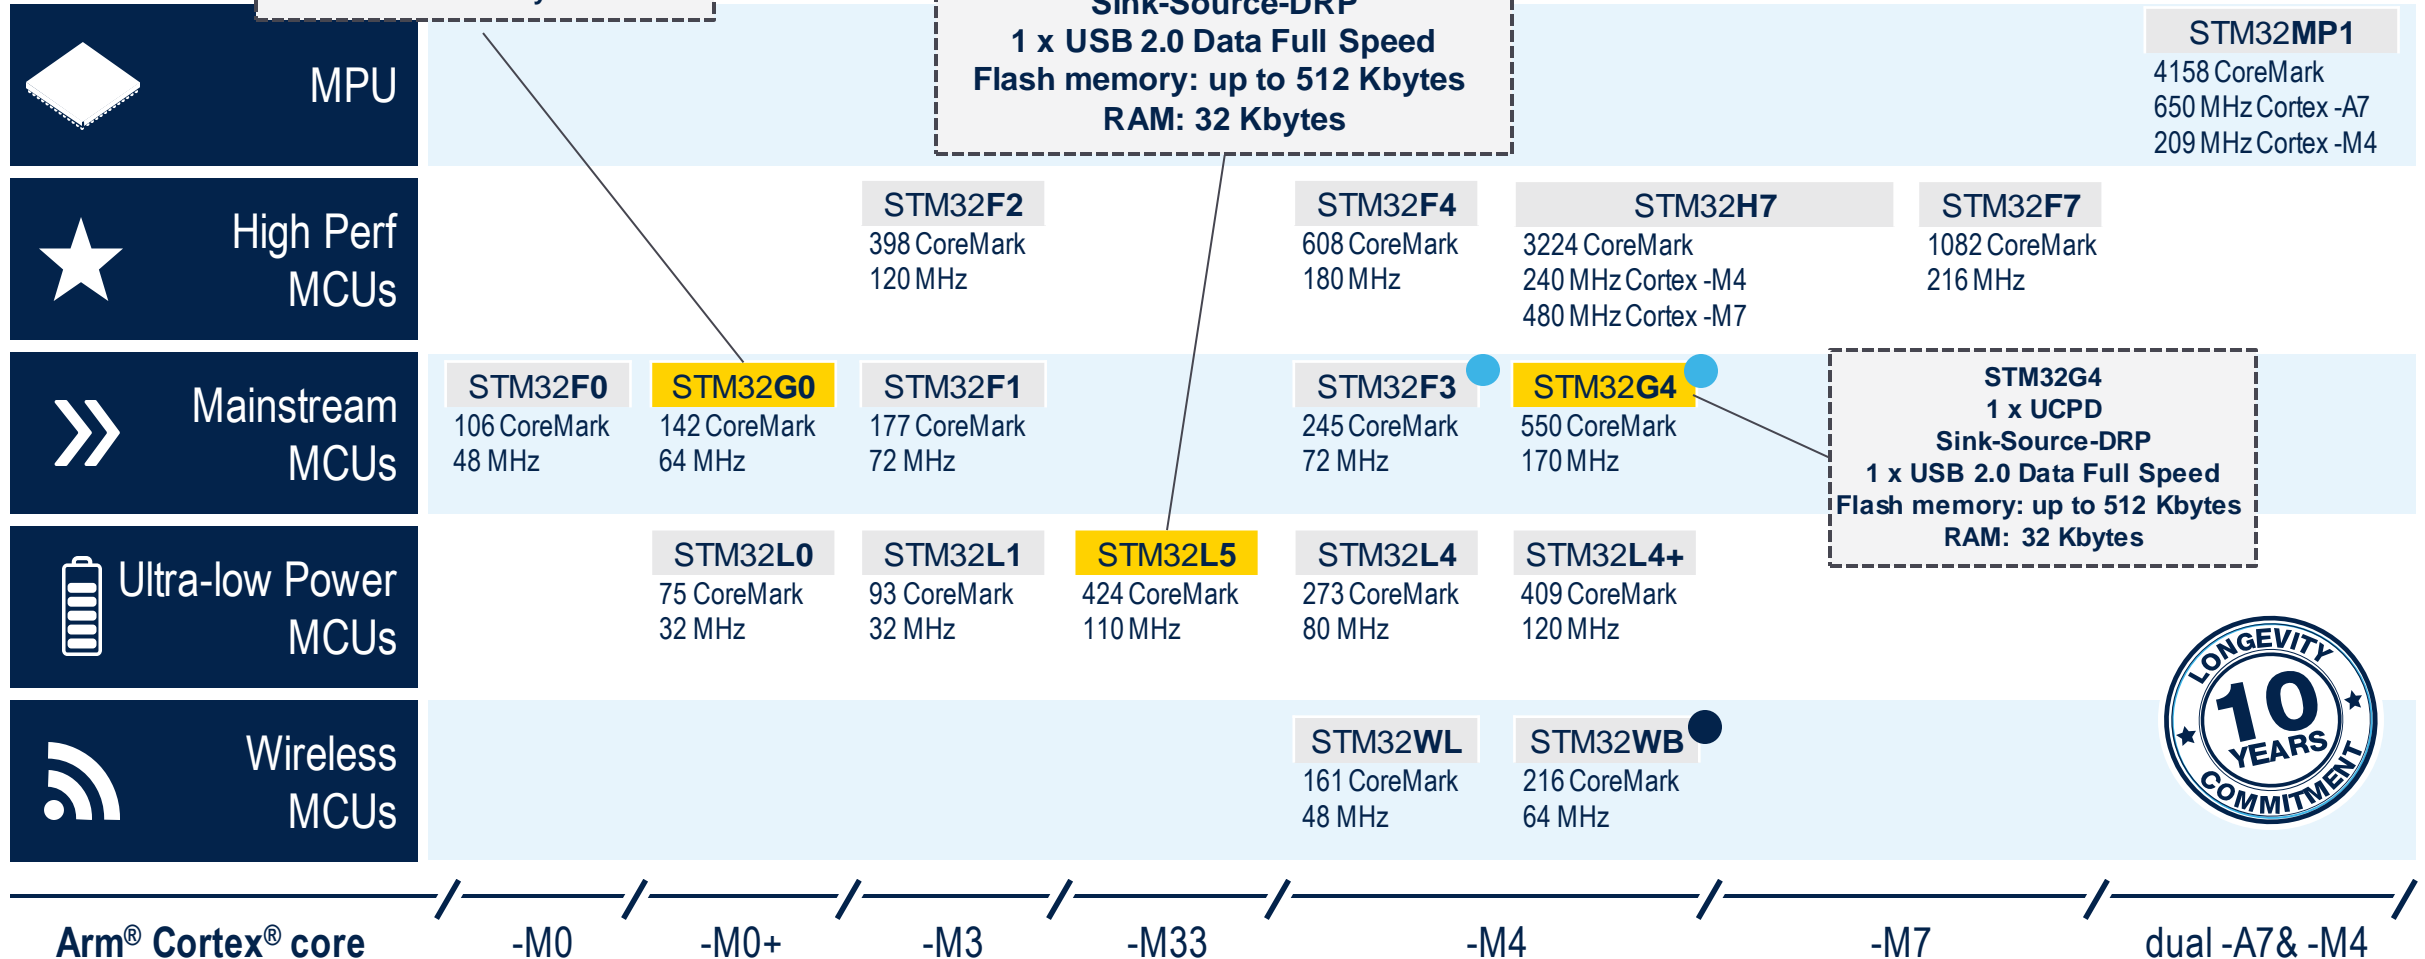 Sink-Source-DRP
1 x USB 2.0 Data Full Speed
Flash memory: up to 512 Kbytes
RAM: 32 Kbytes
MPU
STM32MP1
4158 CoreMark
650 MHz Cortex -A7
209 MHz Cortex -M4
High Perf
MCUs
STM32F2
398 CoreMark
120 MHz
STM32F4
608 CoreMark
180 MHz
STM32H7
3224 CoreMark
240 MHz Cortex -M4
480 MHz Cortex -M7
STM32F7
1082 CoreMark
216 MHz
Mainstream
MCUs
STM32F0
106 CoreMark
48 MHz
STM32G0
142 CoreMark
64 MHz
STM32F1
177 CoreMark
72 MHz
STM32F3
245 CoreMark
72 MHz
STM32G4
550 CoreMark
170 MHz
STM32G4
1 x UCPD
Sink-Source-DRP
1 x USB 2.0 Data Full Speed
Flash memory: up to 512 Kbytes
RAM: 32 Kbytes
Ultra-low Power
MCUs
STM32L0
75 CoreMark
32 MHz
STM32L1
93 CoreMark
32 MHz
STM32L5
424 CoreMark
110 MHz
STM32L4
273 CoreMark
80 MHz
STM32L4+
409 CoreMark
120 MHz
LONGEVITY
10
YEARS
COMMITMENT
Wireless
MCUs
STM32WL
161 CoreMark
48 MHz
STM32WB
216 CoreMark
64 MHz
Arm® Cortex® core
-M0
-M0+
-M3
-M33
-M4
-M7
dual -A7& -M4